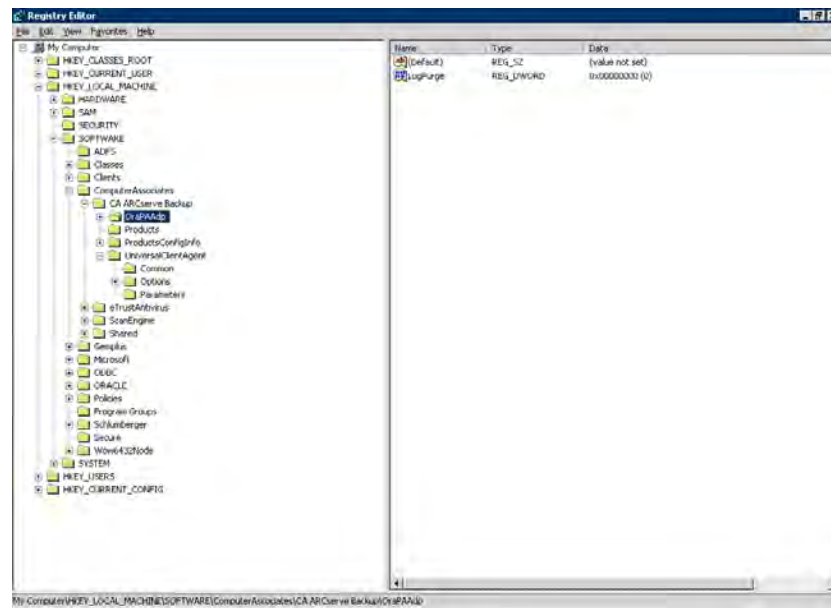 Registry Editor
File Edit View Favorites Help
My Computer
HKEY_CLASSES_ROOT
HKEY_CURRENT_USER
HKEY_LOCAL_MACHINE
HARDWARE
SAM
SECURITY
SOFTWARE
ADFS
Classes
Clients
ComputerAssociates
CA ARCserve Backup
OraPAAdp
Products
ProductsConfigInfo
UniversalClientAgent
Common
Options
Parameters
eTrustAntivirus
ScanEngine
Shared
Gemplus
Microsoft
ODBC
ORACLE
Policies
Program Groups
Schlumberger
Secure
Wow6432Node
SYSTEM
HKEY_USERS
HKEY_CURRENT_CONFIG
Name Type Data
(Default) REG_SZ (value not set)
LogPurge REG_DWORD 0x00000000 (0)
My Computer\HKEY_LOCAL_MACHINE\SOFTWARE\ComputerAssociates\CA ARCserve Backup\OraPAAdp